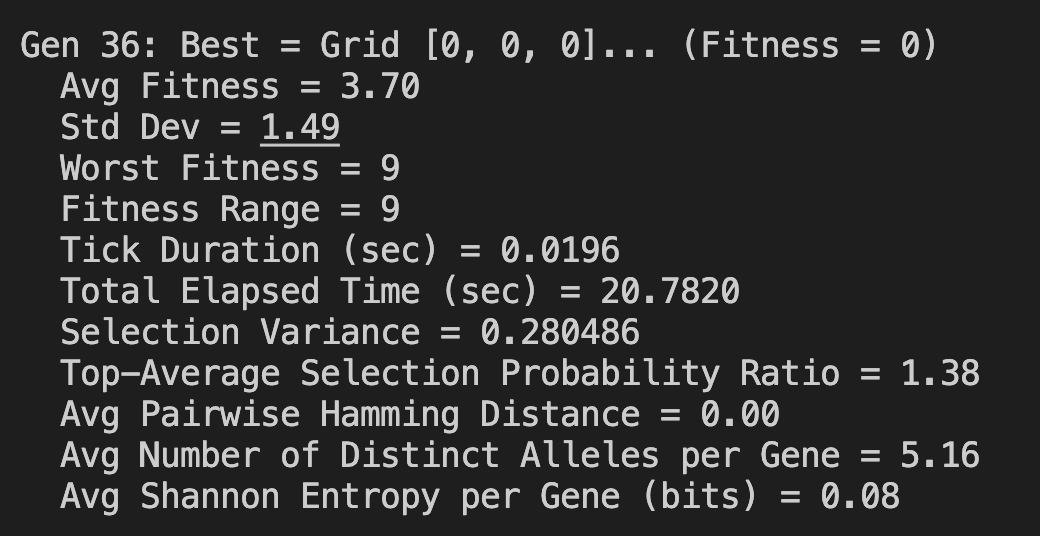 Gen 36: Best = Grid [0, 0, 0]... (Fitness = 0)
Avg Fitness = 3.70
Std Dev = 1.49
Worst Fitness = 9
Fitness Range = 9
Tick Duration (sec) = 0.0196
Total Elapsed Time (sec) = 20.7820
Selection Variance = 0.280486
Top-Average Selection Probability Ratio = 1.38
Avg Pairwise Hamming Distance = 0.00
Avg Number of Distinct Alleles per Gene = 5.16
Avg Shannon Entropy per Gene (bits) = 0.08